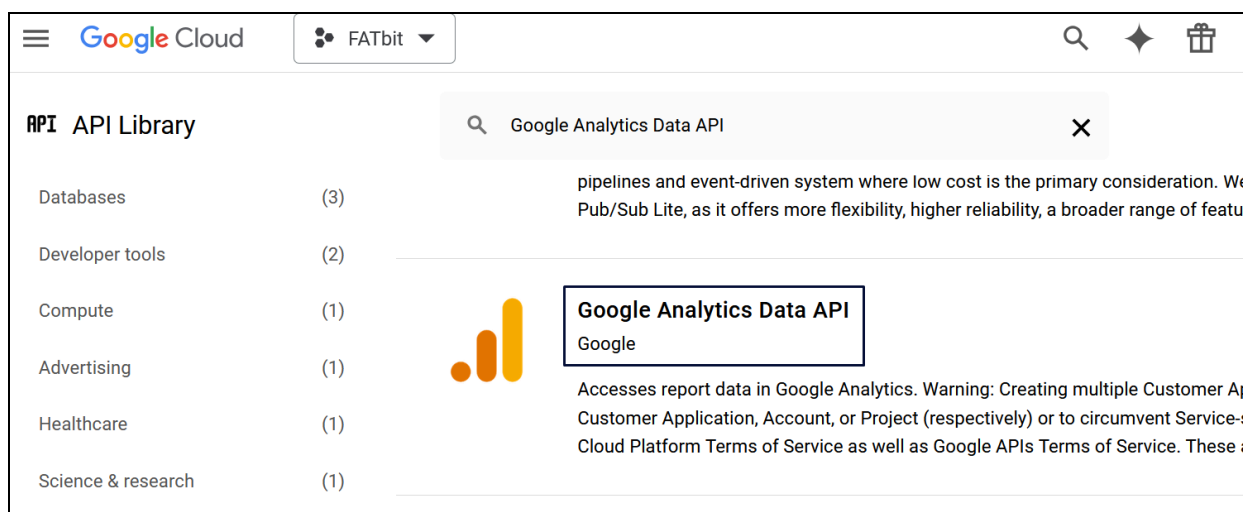 Google Cloud
FATbit
API API Library
Google Analytics Data API
Databases (3)
Developer tools (2)
Compute (1)
Advertising (1)
Healthcare (1)
Science & research (1)
pipelines and event-driven system where low cost is the primary consideration. We
Pub/Sub Lite, as it offers more flexibility, higher reliability, a broader range of featu
Google Analytics Data API
Google
Accesses report data in Google Analytics. Warning: Creating multiple Customer Ap
Customer Application, Account, or Project (respectively) or to circumvent Service-s
Cloud Platform Terms of Service as well as Google APIs Terms of Service. These a